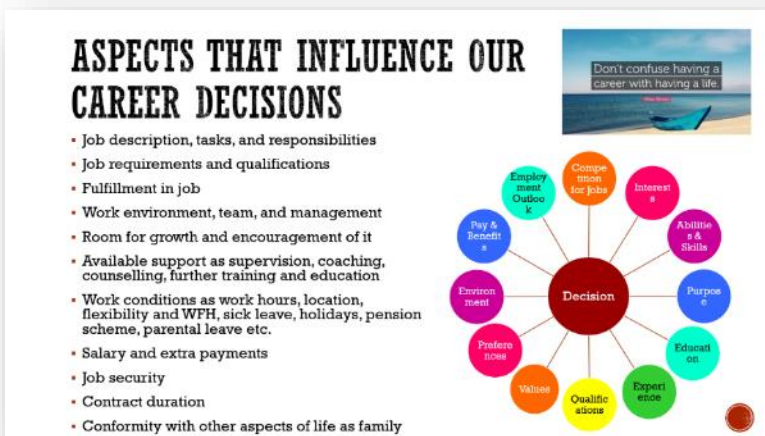 ASPECTS THAT INFLUENCE OUR
CAREER DECISIONS
▪ Job description, tasks, and responsibilities
▪ Job requirements and qualifications
▪ Fulfillment in job
▪ Work environment, team, and management
▪ Room for growth and encouragement of it
▪ Available support as supervision, coaching,
counselling, further training and education
▪ Work conditions as work hours, location,
flexibility and WFH, sick leave, holidays, pension
scheme, parental leave etc.
▪ Salary and extra payments
▪ Job security
▪ Contract duration
▪ Conformity with other aspects of life as family
Don't confuse having a
career with having a life.
Compe
tition
for Jobs
Interest
s
Abilitie
s &
Skills
Purpos
e
Educati
on
Experi
ence
Qualific
ations
Values
Prefere
nces
Environ
ment
Pay &
Benefit
s
Employ
ment
Outloo
k
Decision